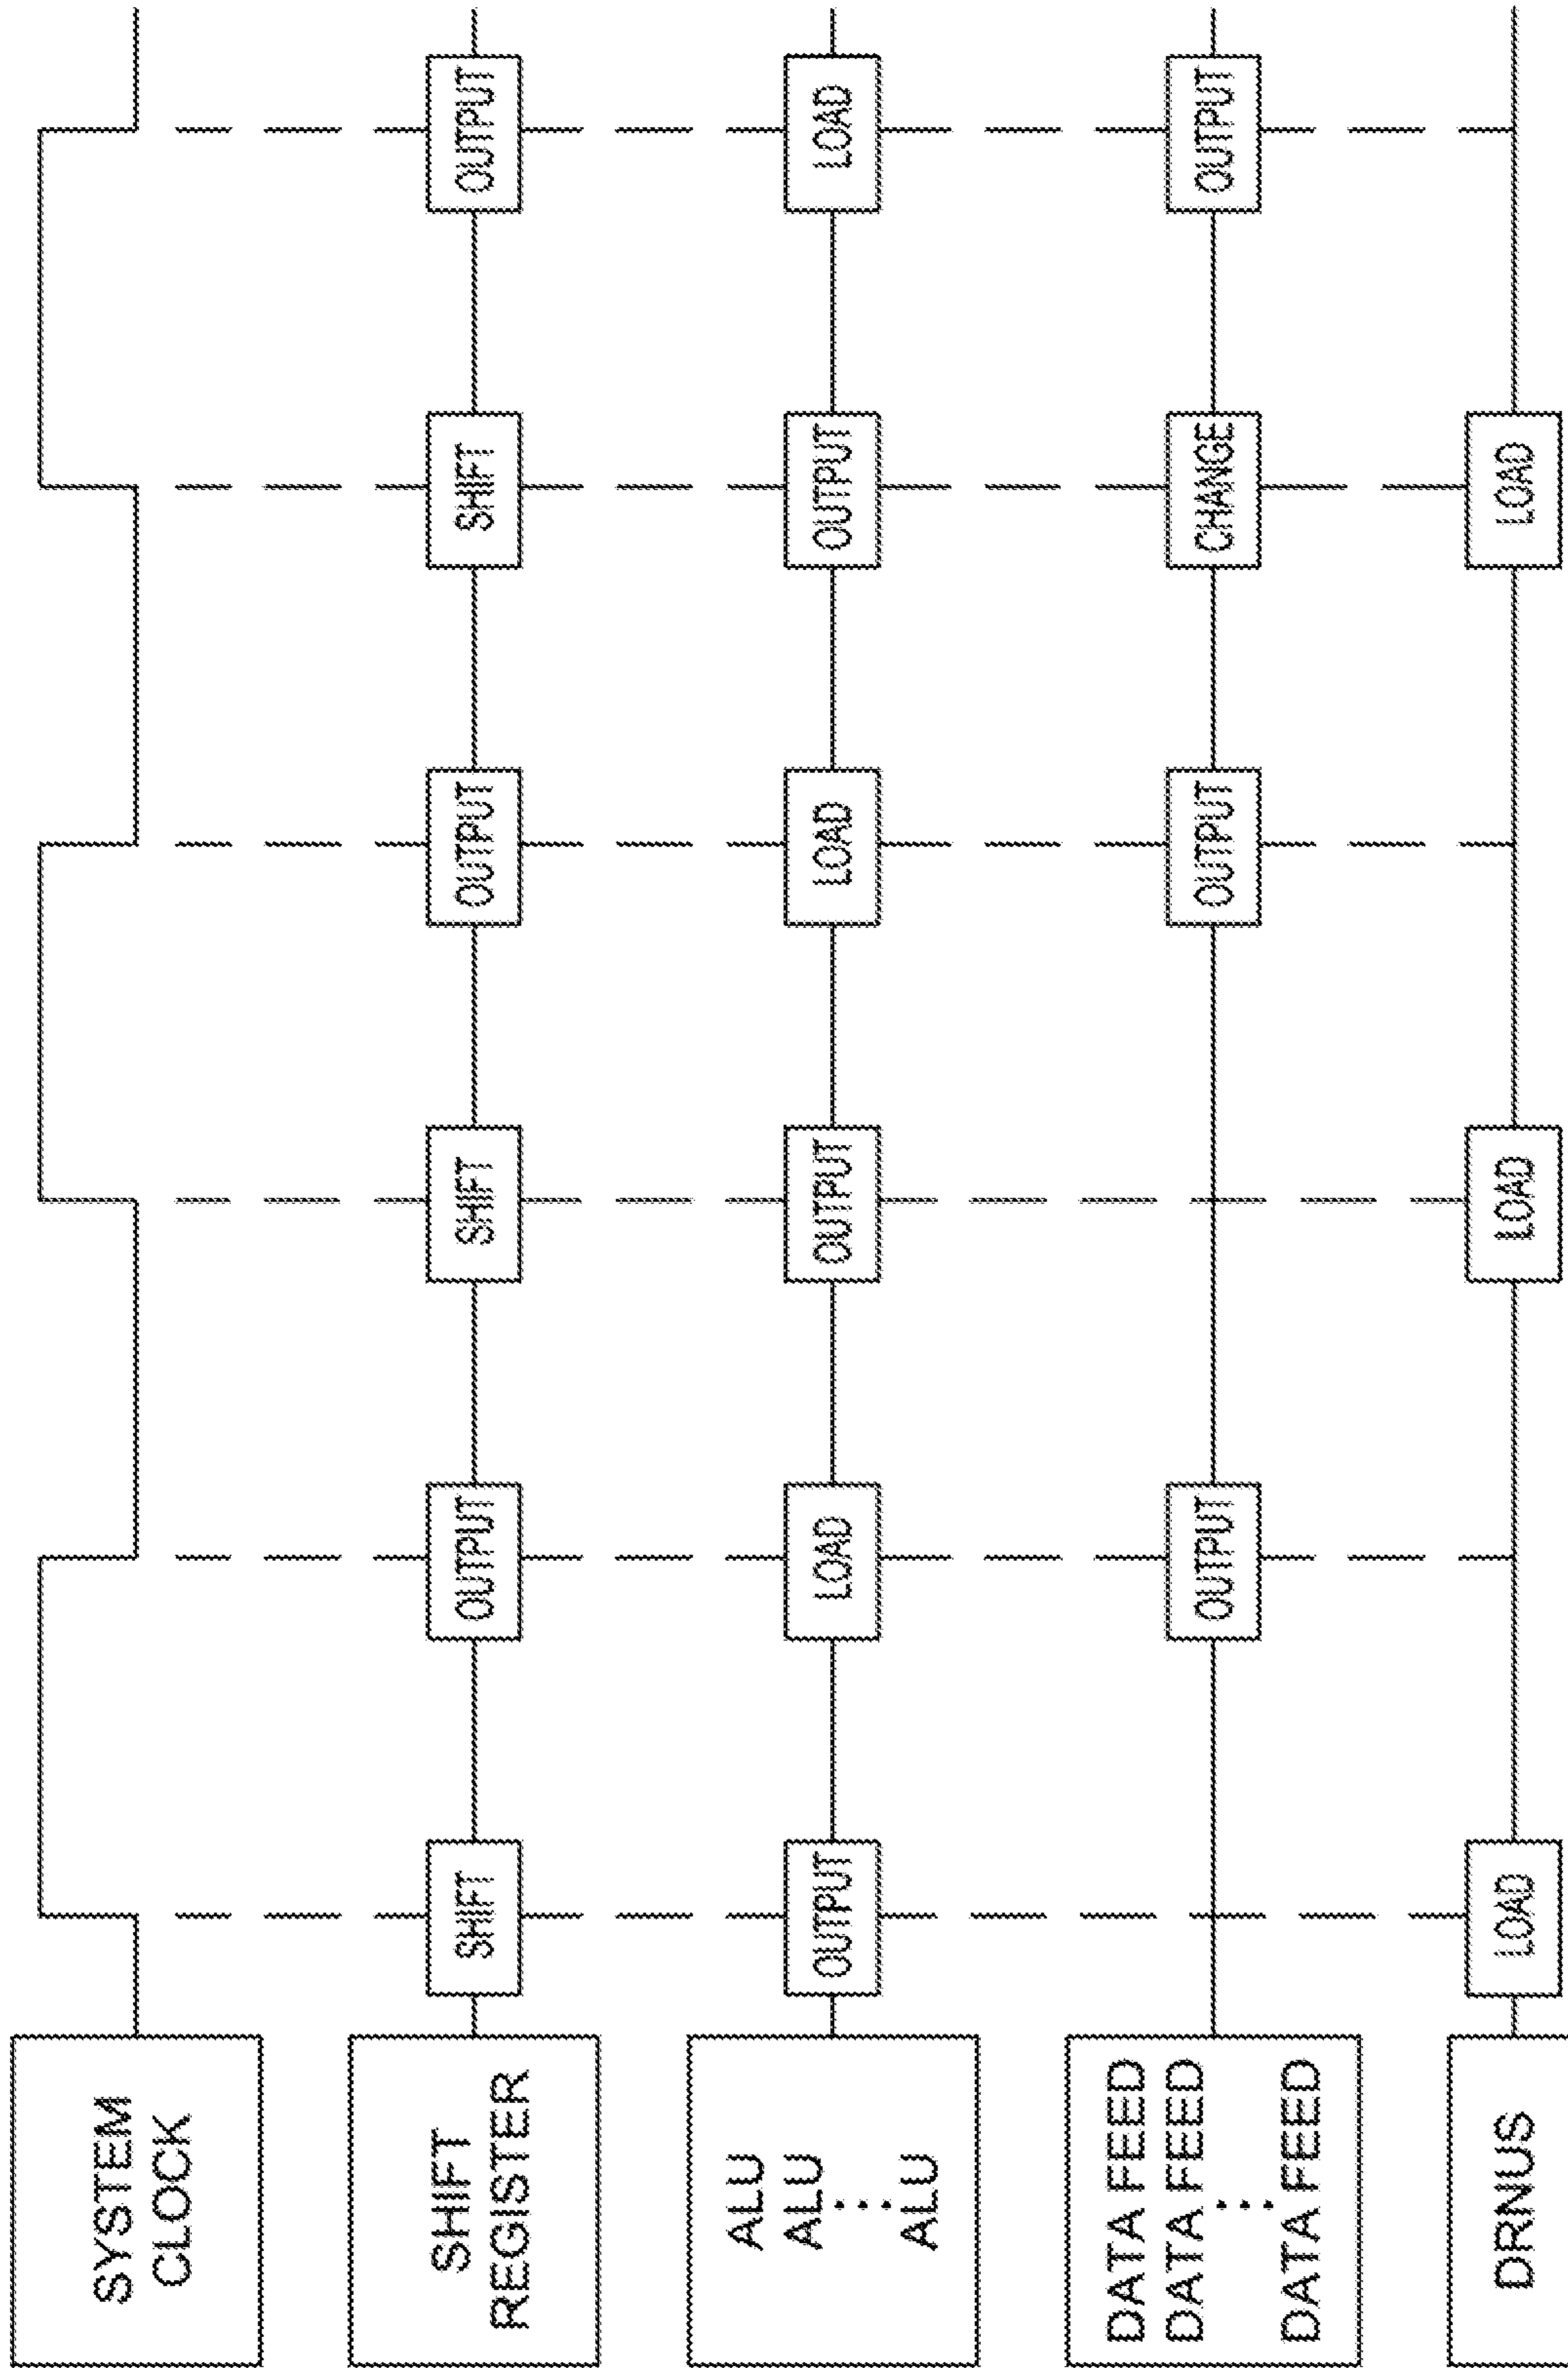 SYSTEM
CLOCK
SHIFT
REGISTER
SHIFT
OUTPUT
SHIFT
OUTPUT
SHIFT
OUTPUT
ALU
ALU
ALU
OUTPUT
LOAD
OUTPUT
LOAD
OUTPUT
LOAD
DATA FEED
DATA FEED
DATA FEED
OUTPUT
OUTPUT
CHANGE
OUTPUT
DRNUS
LOAD
LOAD
LOAD